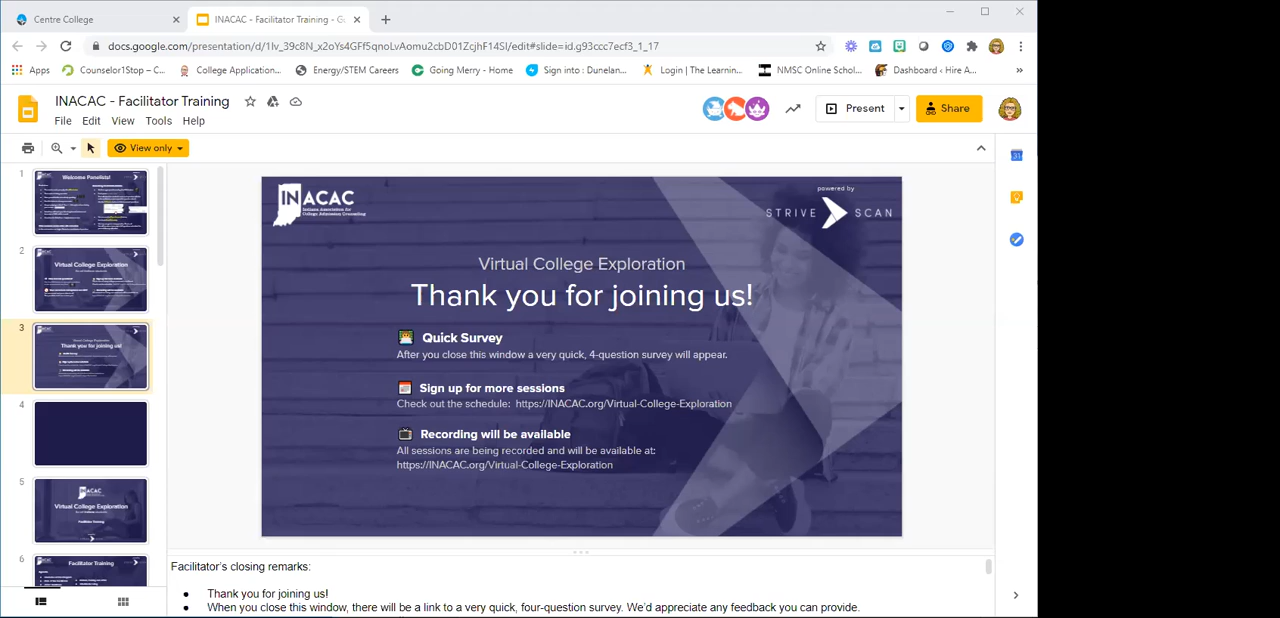 Centre College
INACAC - Facilitator Training - G
docs.google.com/presentation/d/1lv_39c8N_x2oYs4GFf5qnoLvAomu2cbD01ZcjhF14SI/edit#slide=id.g93ccc7ecf3_1_17
Apps Counselor1Stop – C... College Application... Energy/STEM Careers Going Merry - Home Sign into : Dunelan... Login | The Learnin... NMSC Online Schol... Dashboard ‹ Hire A... »
INACAC - Facilitator Training
File Edit View Tools Help
Present
Share
View only
31
1
Welcome Panelists!
2
Virtual College Exploration
3
Thank you for joining us!
4
5
INACAC
Virtual College Exploration
Facilitator Training
6
Facilitator Training
INACAC
Indiana Association for
College Admission Counseling
powered by
STRIVE SCAN
Virtual College Exploration
Thank you for joining us!
Quick Survey
After you close this window a very quick, 4-question survey will appear.
Sign up for more sessions
Check out the schedule: https://INACAC.org/Virtual-College-Exploration
Recording will be available
All sessions are being recorded and will be available at:
https://INACAC.org/Virtual-College-Exploration
Facilitator's closing remarks:
● Thank you for joining us!
● When you close this window, there will be a link to a very quick, four-question survey. We'd appreciate any feedback you can provide.